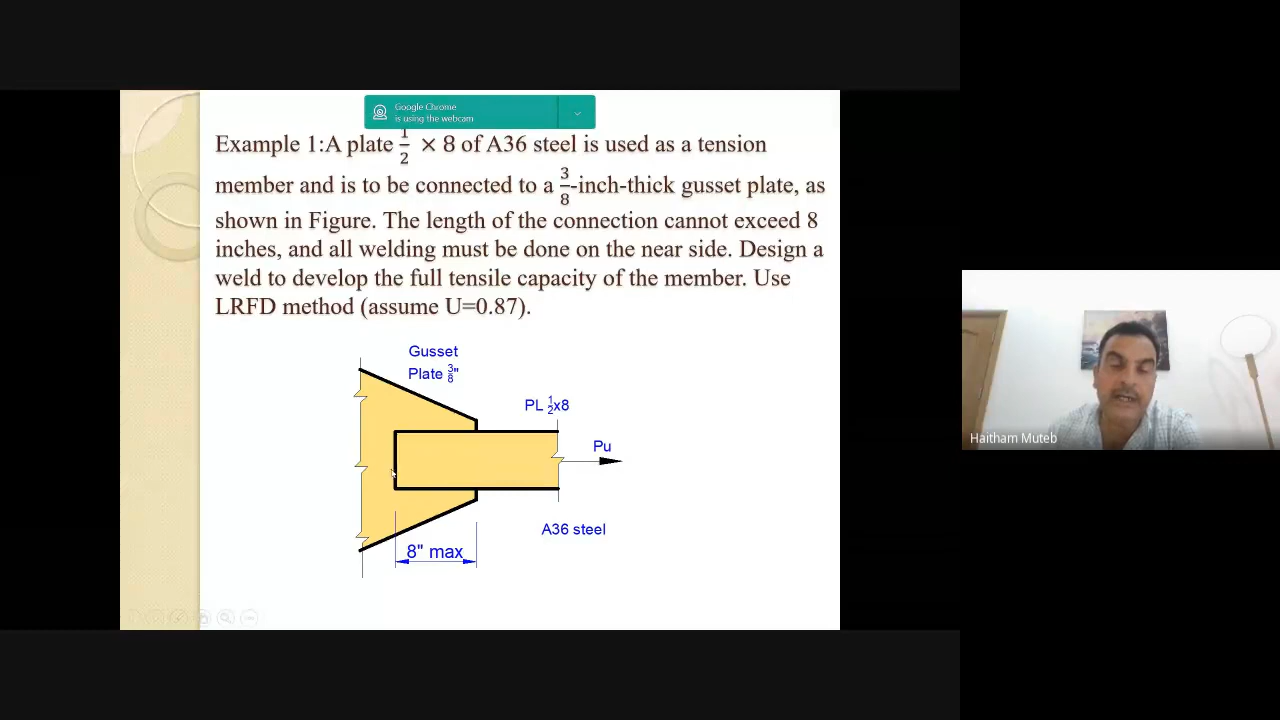 Google Chrome
is using the webcam
Example 1:A plate 1/2 × 8 of A36 steel is used as a tension
member and is to be connected to a 3/8-inch-thick gusset plate, as
shown in Figure. The length of the connection cannot exceed 8
inches, and all welding must be done on the near side. Design a
weld to develop the full tensile capacity of the member. Use
LRFD method (assume U=0.87).
Gusset
Plate 3/8"
PL 1/2x8
Pu
A36 steel
8" max
Haitham Muteb